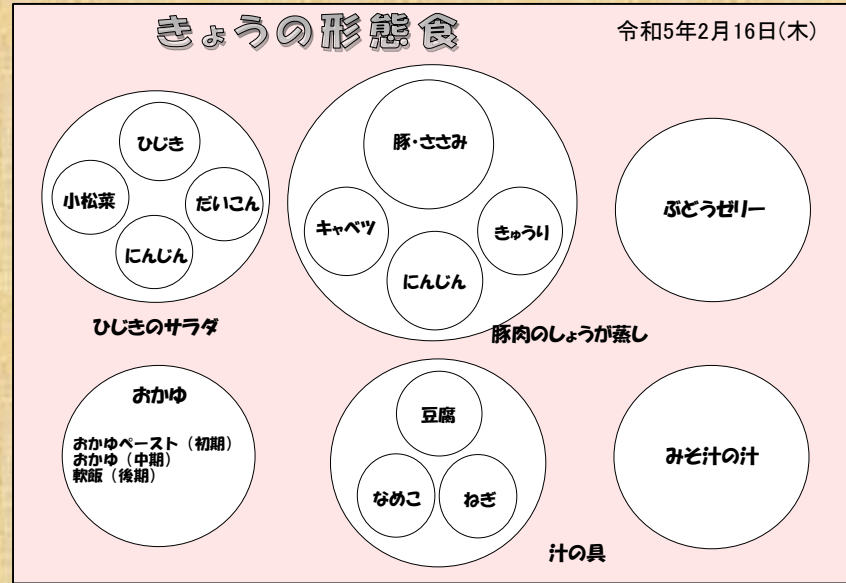 きょうの形態食
令和5年2月16日(木)
ひじき
小松菜
だいこん
にんじん
ひじきのサラダ
豚・ささみ
キャベツ
きゅうり
にんじん
豚肉のしょうが蒸し
ぶどうゼリー
おかゆ
おかゆペースト（初期）
おかゆ（中期）
軟飯（後期）
豆腐
なめこ
ねぎ
汁の具
みそ汁の汁